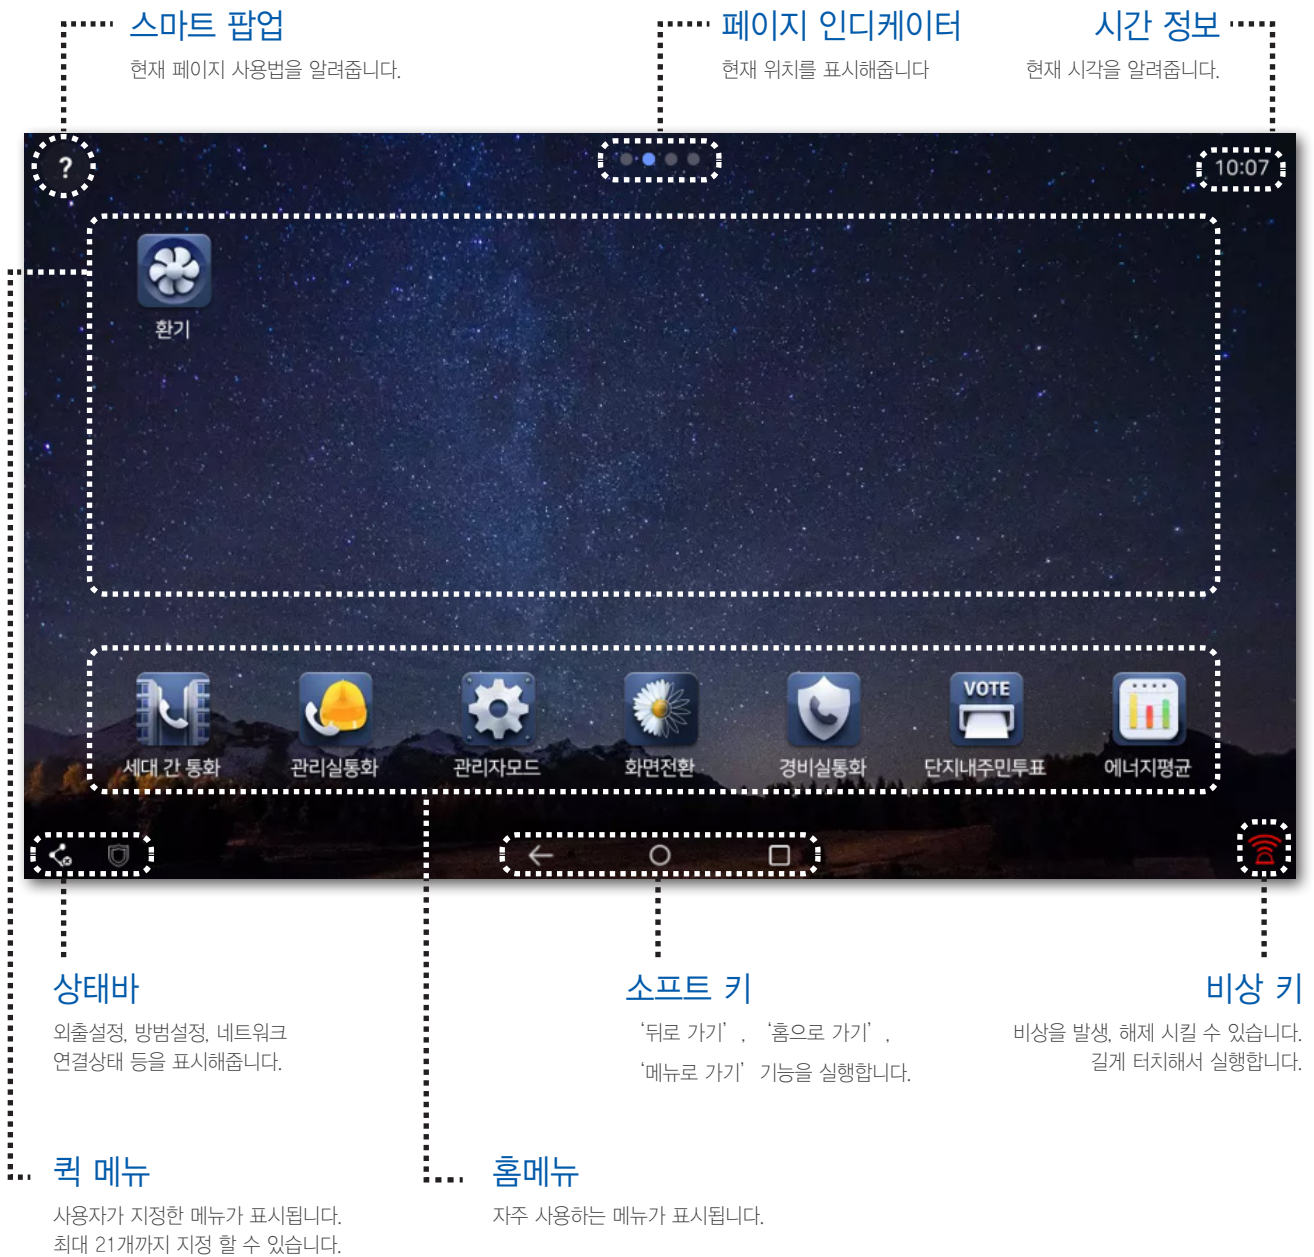 스마트 팝업
현재 페이지 사용법을 알려줍니다.
페이지 인디케이터
현재 위치를 표시해줍니다
시간 정보
현재 시각을 알려줍니다.
?
10:07
환기
VOTE
세대 간 통화
관리실통화
관리자모드
화면전환
경비실통화
단지내주민투표
에너지평균
상태바
외출설정, 방범설정, 네트워크
연결상태 등을 표시해줍니다.
소프트 키
‘뒤로 가기’, ‘홈으로 가기’,
‘메뉴로 가기’ 기능을 실행합니다.
비상 키
비상을 발생, 해제 시킬 수 있습니다.
길게 터치해서 실행합니다.
퀵 메뉴
사용자가 지정한 메뉴가 표시됩니다.
최대 21개까지 지정 할 수 있습니다.
홈메뉴
자주 사용하는 메뉴가 표시됩니다.